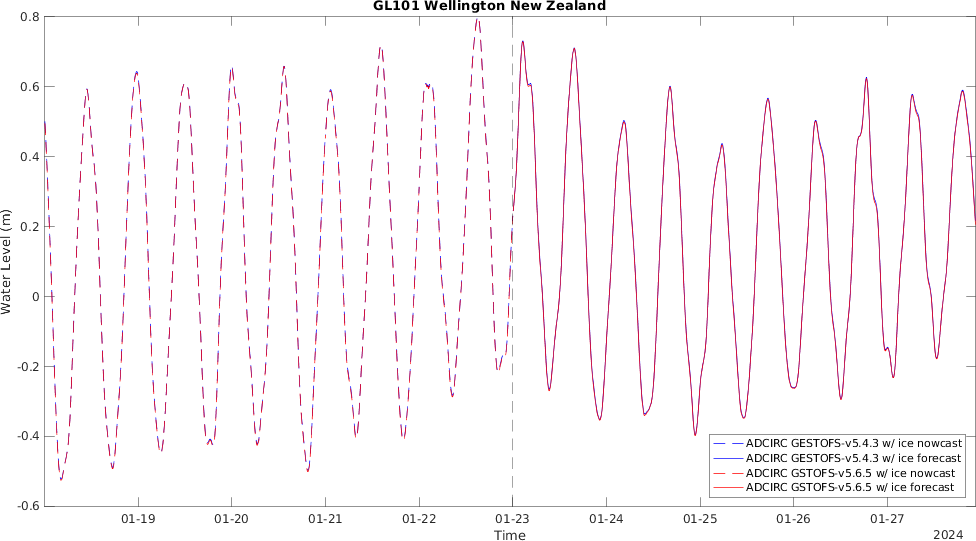 GL101 Wellington New Zealand
0.8
0.6
0.4
0.2
0
-0.2
-0.4
-0.6
Water Level (m)
01-19
01-20
01-21
01-22
01-23
01-24
01-25
01-26
01-27
Time
2024
ADCIRC GESTOFS-v5.4.3 w/ ice nowcast
ADCIRC GESTOFS-v5.4.3 w/ ice forecast
ADCIRC GSTOFS-v5.6.5 w/ ice nowcast
ADCIRC GSTOFS-v5.6.5 w/ ice forecast